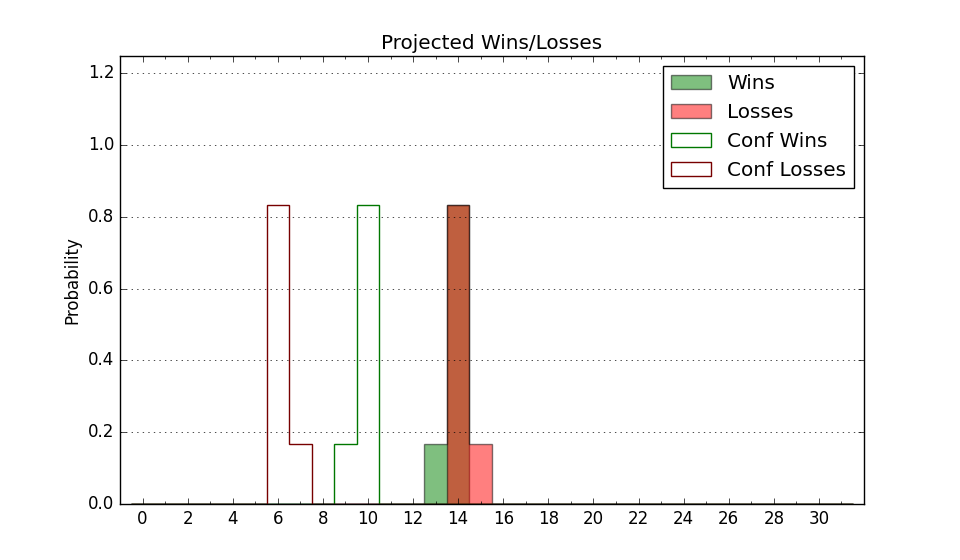 Projected Wins/Losses
1.2
1.0
0.8
0.6
0.4
0.2
0.0
Probability
Wins
Losses
Conf Wins
Conf Losses
0 2 4 6 8 10 12 14 16 18 20 22 24 26 28 30